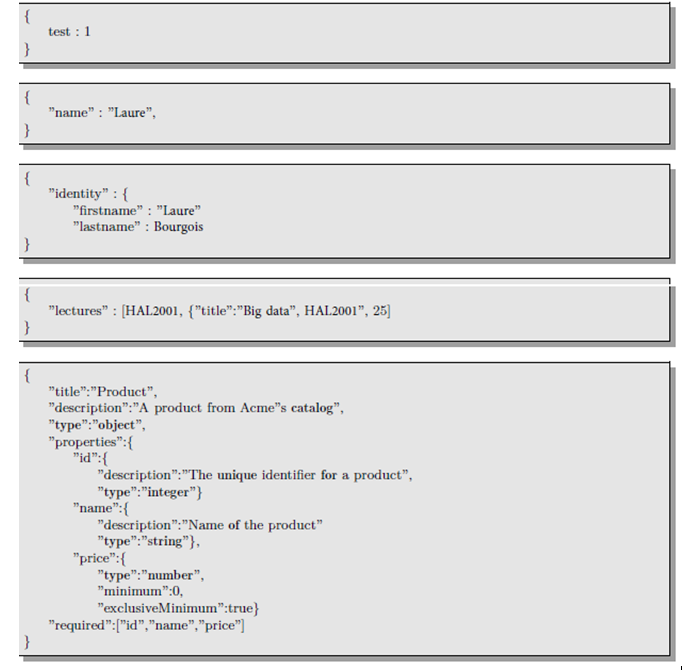 {
test : 1
}
{
”name” : ”Laure”,
}
{
”identity” : {
”firstname” : ”Laure”
”lastname” : Bourgois
}
{
”lectures” : [HAL2001, {”title”:”Big data”, HAL2001”, 25]
}
{
”title”:”Product”,
”description”:”A product from Acme”s catalog”,
”type”:”object”,
”properties”:{
”id”:{
”description”:”The unique identifier for a product”,
”type”:”integer”}
”name”:{
”description”:”Name of the product”
”type”:”string”},
”price”:{
”type”:”number”,
”minimum”:0,
”exclusiveMinimum”:true}
”required”:[”id”,”name”,”price”]
}